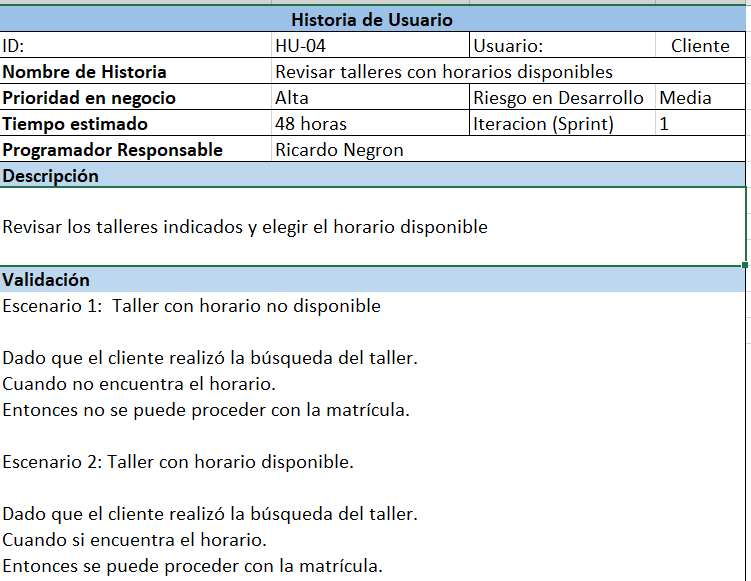 Historia de Usuario
ID: HU-04 Usuario: Cliente
Nombre de Historia Revisar talleres con horarios disponibles
Prioridad en negocio Alta Riesgo en Desarrollo Media
Tiempo estimado 48 horas Iteracion (Sprint) 1
Programador Responsable Ricardo Negron
Descripción
Revisar los talleres indicados y elegir el horario disponible
Validación
Escenario 1: Taller con horario no disponible
Dado que el cliente realizó la búsqueda del taller.
Cuando no encuentra el horario.
Entonces no se puede proceder con la matrícula.
Escenario 2: Taller con horario disponible.
Dado que el cliente realizó la búsqueda del taller.
Cuando si encuentra el horario.
Entonces se puede proceder con la matrícula.